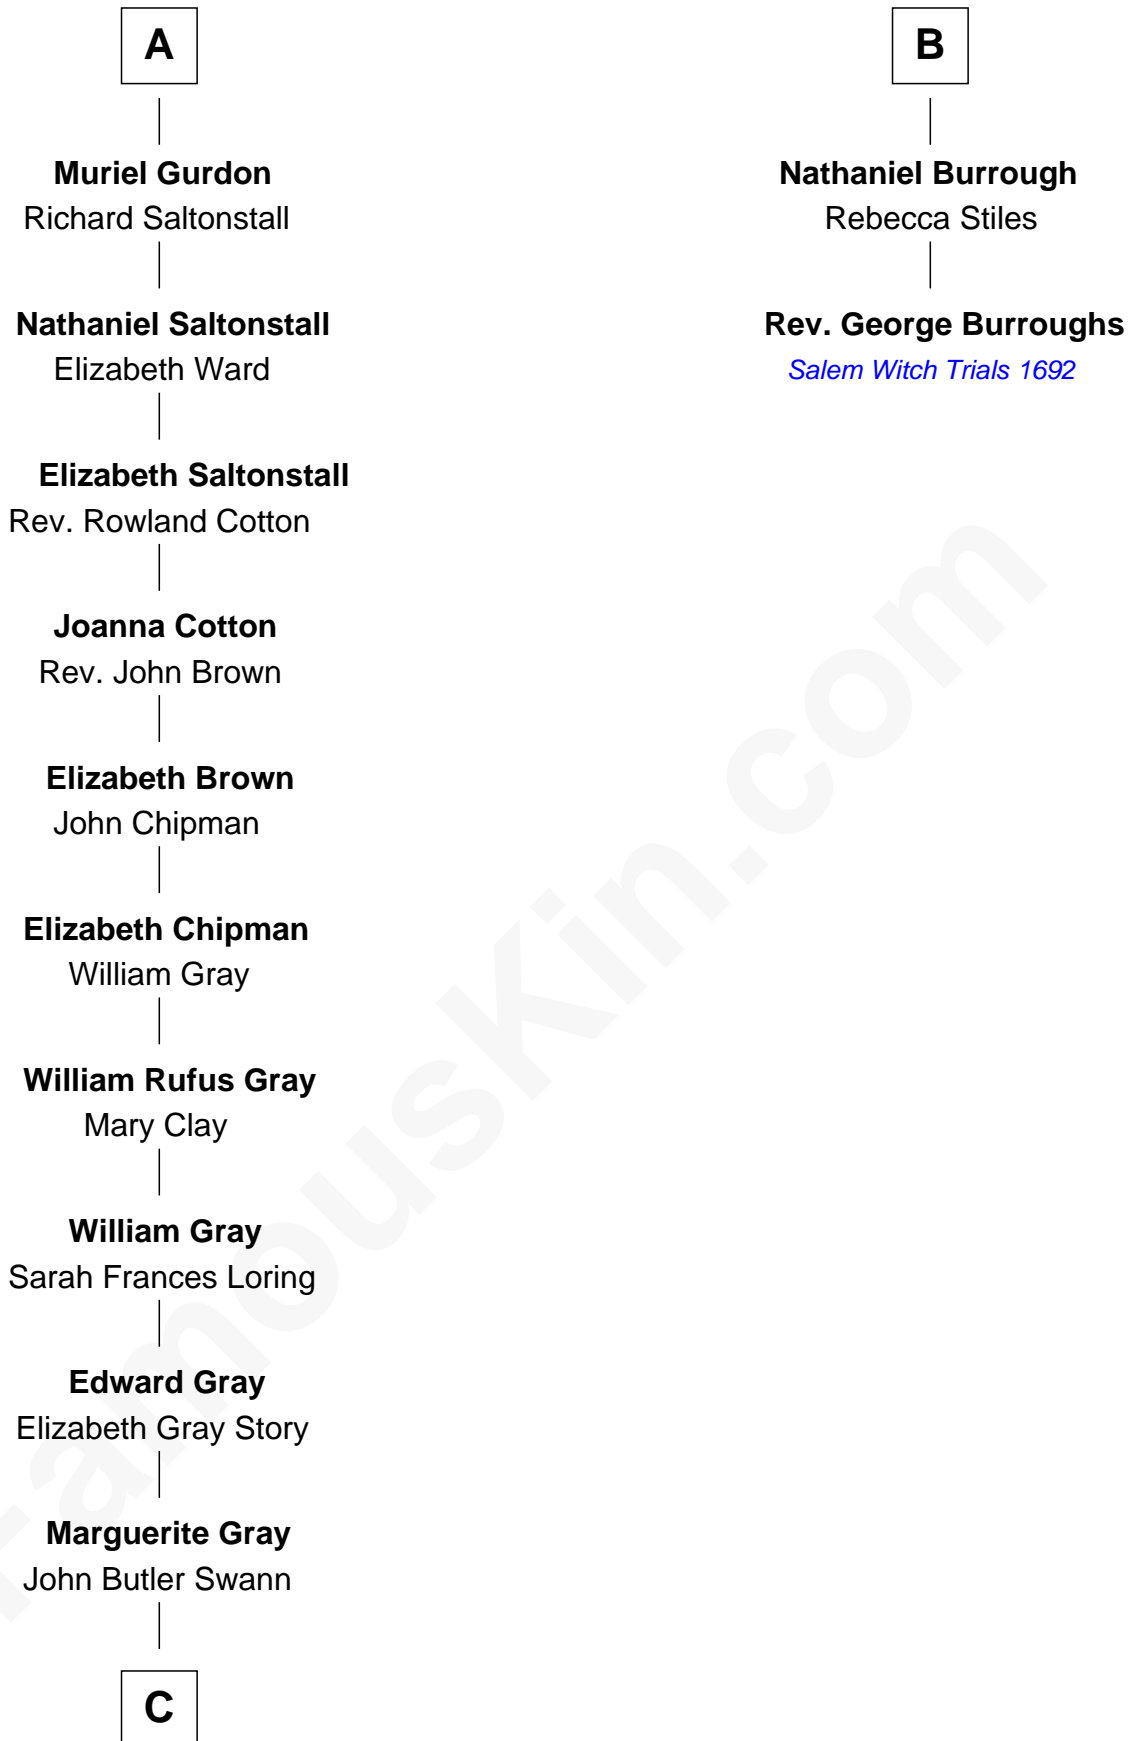 A
Muriel Gurdon
Richard Saltonstall
Nathaniel Saltonstall
Elizabeth Ward
Elizabeth Saltonstall
Rev. Rowland Cotton
Joanna Cotton
Rev. John Brown
Elizabeth Brown
John Chipman
Elizabeth Chipman
William Gray
William Rufus Gray
Mary Clay
William Gray
Sarah Frances Loring
Edward Gray
Elizabeth Gray Story
Marguerite Gray
John Butler Swann
C
B
Nathaniel Burrough
Rebecca Stiles
Rev. George Burroughs
Salem Witch Trials 1692
FamousKin.com